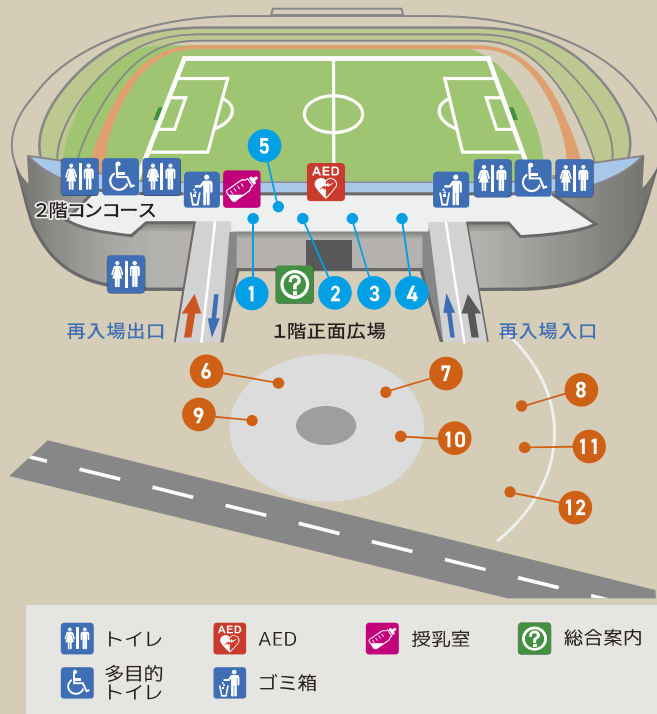 5
AED
2階コンコース
1
2
3
4
再入場出口
1階正面広場
再入場入口
6
7
8
9
10
11
12
トイレ
AED
AED
授乳室
総合案内
多目的
トイレ
ゴミ箱